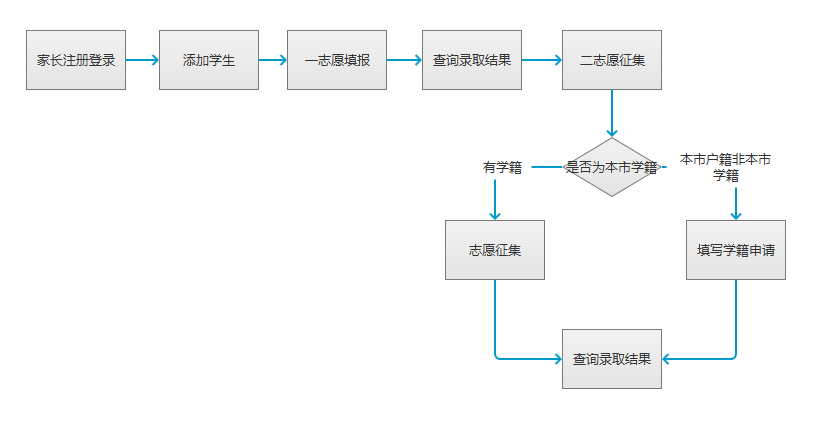 家长注册登录
添加学生
一志愿填报
查询录取结果
二志愿征集
有学籍
是否为本市学籍
本市户籍非本市
学籍
志愿征集
填写学籍申请
查询录取结果